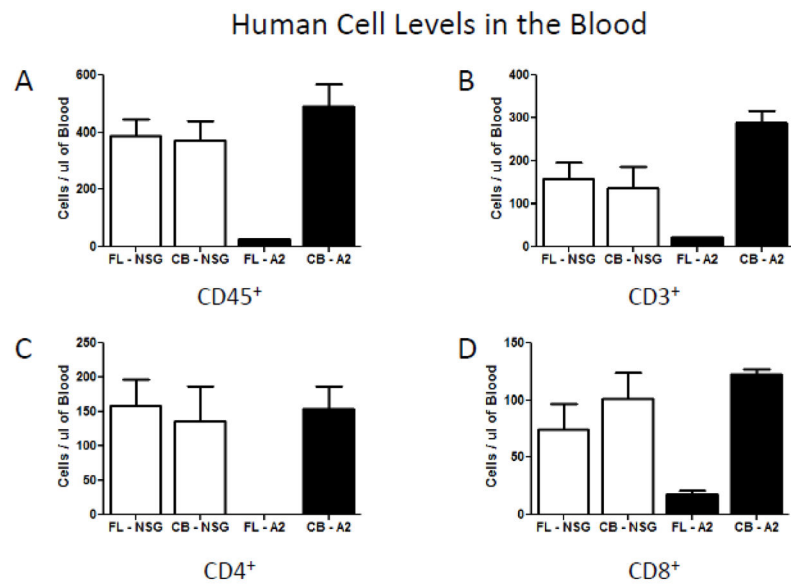 Human Cell Levels in the Blood
A
Cells / ul of Blood
600
400
200
0
FL - NSG CB - NSG FL - A2 CB - A2
CD45+
B
Cells / ul of Blood
400
300
200
100
0
FL - NSG CB - NSG FL - A2 CB - A2
CD3+
C
Cells / ul of Blood
250
200
150
100
50
0
FL - NSG CB - NSG FL - A2 CB - A2
CD4+
D
Cells / ul of Blood
150
100
50
0
FL - NSG CB - NSG FL - A2 CB - A2
CD8+